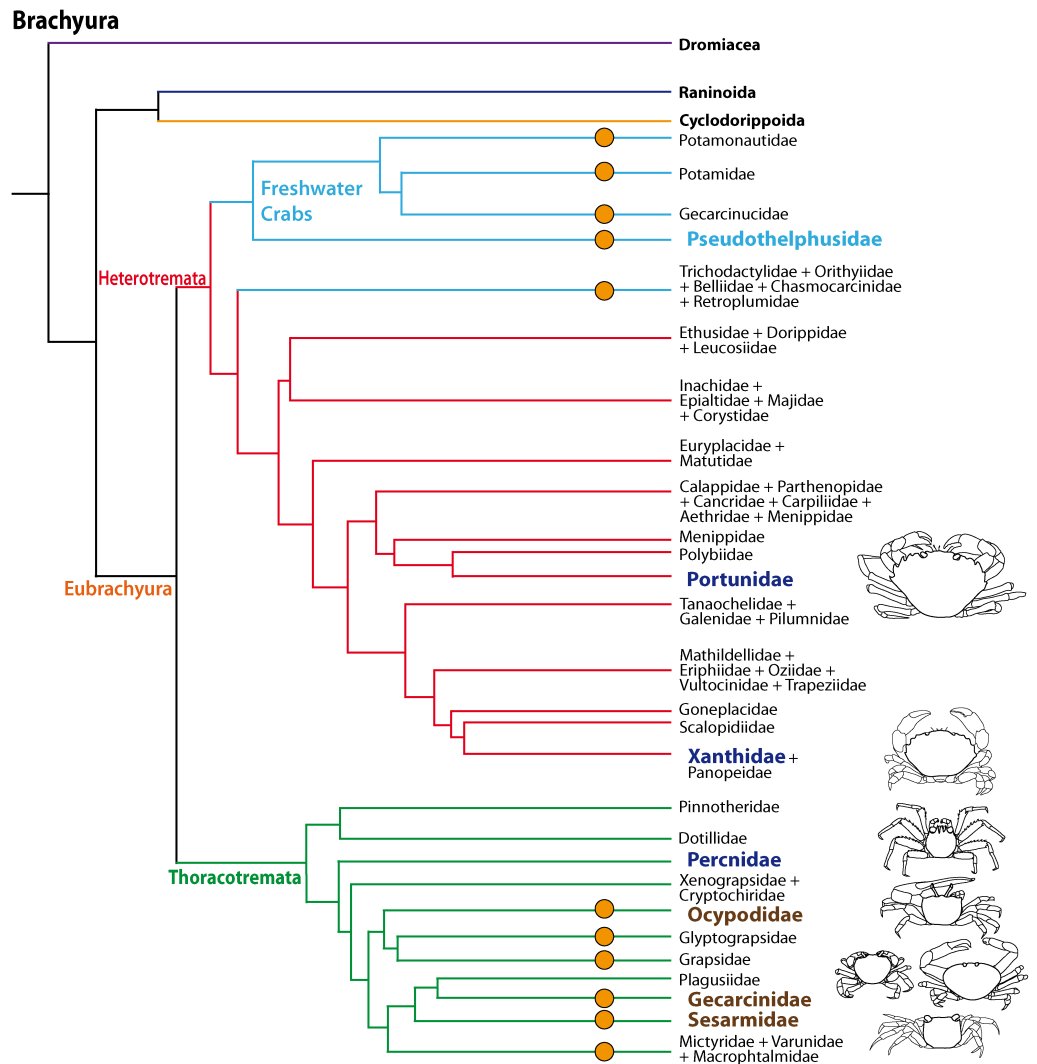 Brachyura
Dromiacea
Raninoida
Cyclodorippoida
Potamonautidae
Potamidae
Freshwater
Crabs
Gecarcinucidae
Pseudothelphusidae
Heterotremata
Trichodactylidae + Orithyiidae
+ Belliidae + Chasmocarcinidae
+ Retroplumidae
Ethusidae + Dorippidae
+ Leucosiidae
Inachidae +
Epialtidae + Majidae
+ Corystidae
Euryplacidae +
Matutidae
Calappidae + Parthenopidae
+ Cancridae + Carpiliidae +
Aethridae + Menippidae
Menippidae
Polybiidae
Portunidae
Eubrachyura
Tanaochelidae +
Galenidae + Pilumnidae
Mathildellidae +
Eriphiidae + Oziidae +
Vultocinidae + Trapeziidae
Goneplacidae
Scalopidiidae
Xanthidae +
Panopeidae
Pinnotheridae
Dotillidae
Percnidae
Thoracotremata
Xenograpsidae +
Cryptochiridae
Ocypodidae
Glyptograpsidae
Grapsidae
Plagusiidae
Gecarcinidae
Sesarmidae
Mictyridae + Varunidae
+ Macrophtalmidae